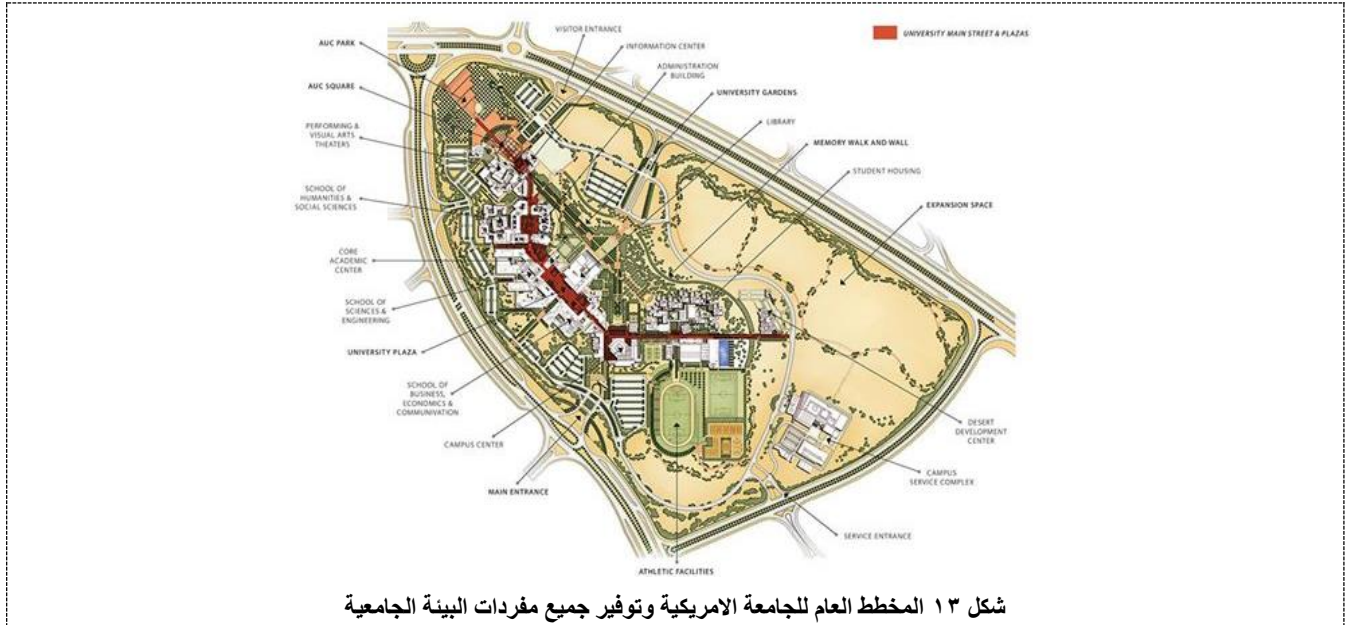 VISITOR ENTRANCE
INFORMATION CENTER
ADMINISTRATION
BUILDING
UNIVERSITY GARDENS
LIBRARY
MEMORY WALK AND WALL
STUDENT HOUSING
EXPANSION SPACE
UNIVERSITY MAIN STREET & PLAZAS
AUC PARK
AUC SQUARE
PERFORMING &
VISUAL ARTS
THEATERS
SCHOOL OF
HUMANITIES &
SOCIAL SCIENCES
CORE
ACADEMIC
CENTER
SCHOOL OF
SCIENCES &
ENGINEERING
UNIVERSITY PLAZA
SCHOOL OF
BUSINESS,
ECONOMICS &
COMMUNIVATION
CAMPUS CENTER
MAIN ENTRANCE
ATHLETIC FACILITIES
SERVICE ENTRANCE
CAMPUS
SERVICE COMPLEX
DESERT
DEVELOPMENT
CENTER
شكل ١٣ المخطط العام للجامعة الامريكية وتوفير جميع مفردات البيئة الجامعية